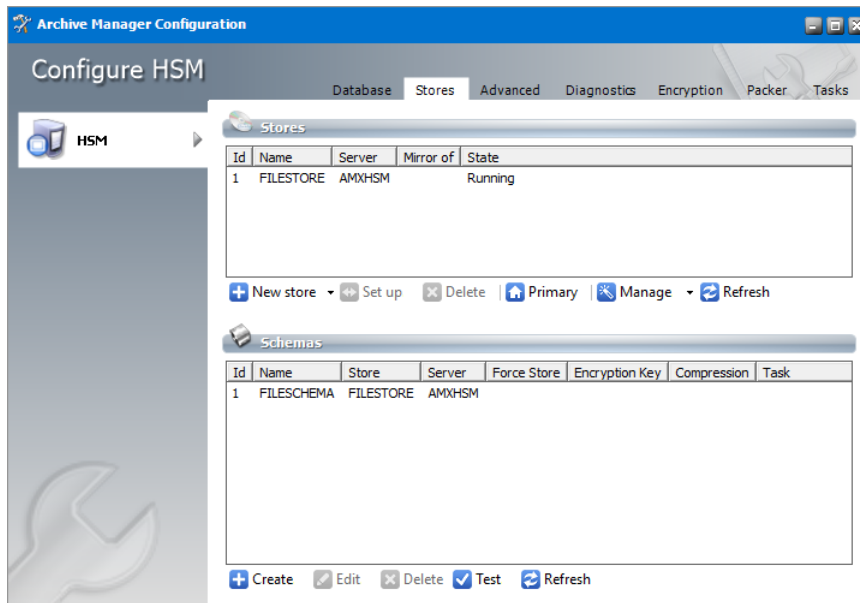 Archive Manager Configuration
Configure HSM
Database Stores Advanced Diagnostics Encryption Packer Tasks
HSM
Stores
Id Name Server Mirror of State
1 FILESTORE AMXHSM Running
New store Set up Delete Primary Manage Refresh
Schemas
Id Name Store Server Force Store Encryption Key Compression Task
1 FILESCHEMA FILESTORE AMXHSM
Create Edit Delete Test Refresh